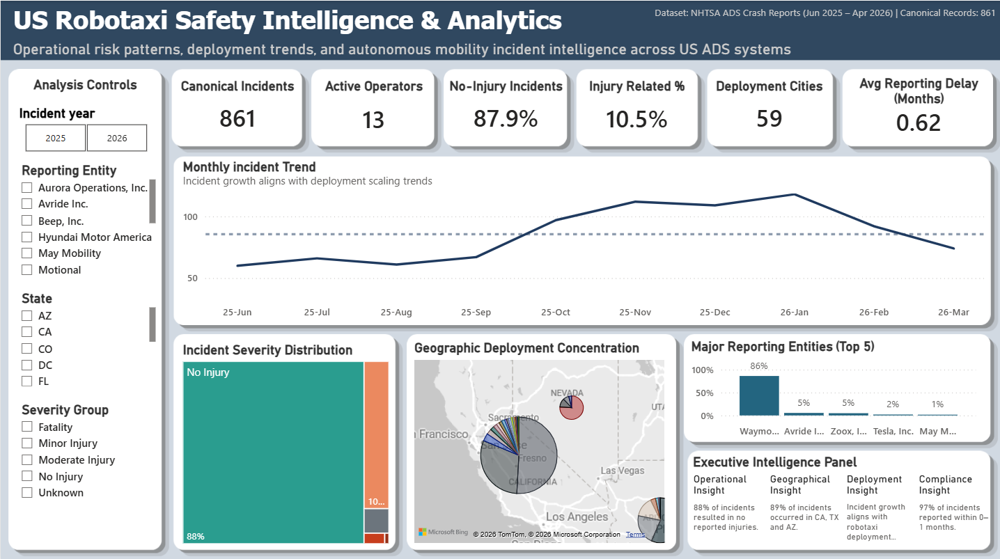 US Robotaxi Safety Intelligence & Analytics
Dataset: NHTSA ADS Crash Reports (Jun 2025 – Apr 2026) | Canonical Records: 861
Operational risk patterns, deployment trends, and autonomous mobility incident intelligence across US ADS systems
Analysis Controls
Incident year
2025
2026
Reporting Entity
Aurora Operations, Inc.
Avride Inc.
Beep, Inc.
Hyundai Motor America
May Mobility
Motional
State
AZ
CA
CO
DC
FL
Severity Group
Fatality
Minor Injury
Moderate Injury
No Injury
Unknown
Canonical Incidents
861
Active Operators
13
No-Injury Incidents
87.9%
Injury Related %
10.5%
Deployment Cities
59
Avg Reporting Delay
(Months)
0.62
Monthly incident Trend
Incident growth aligns with deployment scaling trends
100
50
25-Jun
25-Jul
25-Aug
25-Sep
25-Oct
25-Nov
25-Dec
26-Jan
26-Feb
26-Mar
Incident Severity Distribution
No Injury
88%
10...
Geographic Deployment Concentration
NEVADA
UTA
Sacramento
Francisco
San Jose
Fresno
CALIFORNIA
Las Vegas
Los Angeles
San Diego
Microsoft Bing
© 2026 TomTom, © 2026 Microsoft Corporation
Terms
Major Reporting Entities (Top 5)
100%
50%
0%
86%
5%
5%
2%
1%
Waymo...
Avride I...
Zoox, I...
Tesla, Inc.
May M...
Executive Intelligence Panel
Operational
Insight
88% of incidents
resulted in no
reported injuries.
Geographical
Insight
89% of incidents
occurred in CA, TX
and AZ.
Deployment
Insight
Incident growth
aligns with
robotaxi
deployment...
Compliance
Insight
97% of incidents
reported within 0–
1 months.